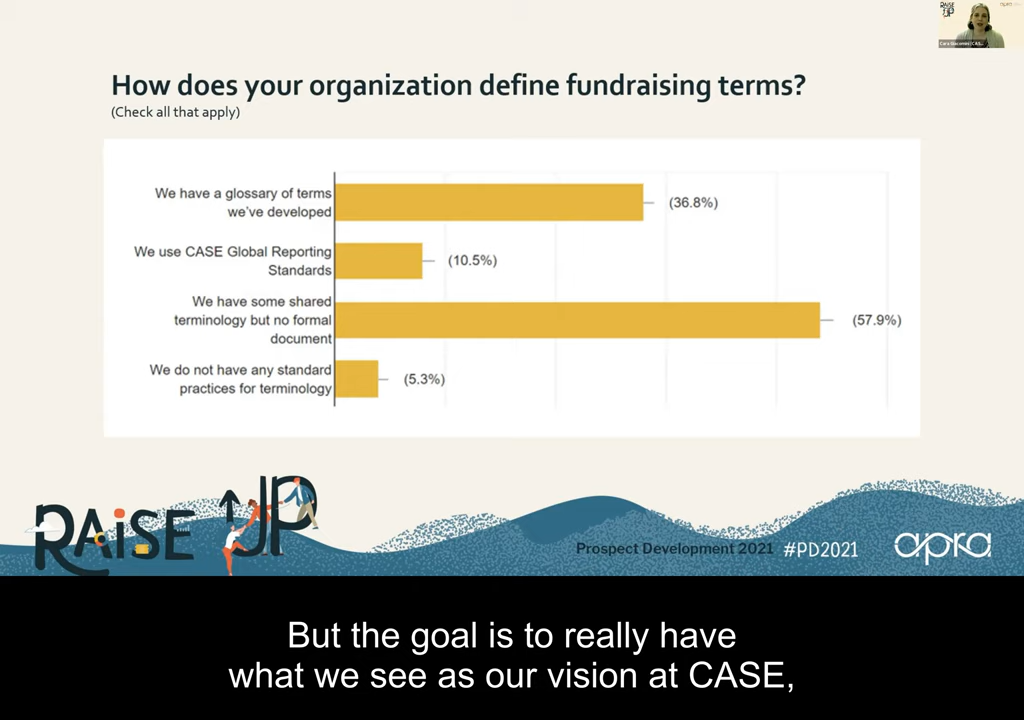 RAISE
UP
How does your organization define fundraising terms?
(Check all that apply)
We have a glossary of terms
we've developed
(36.8%)
We use CASE Global Reporting
Standards
(10.5%)
We have some shared
terminology but no formal
document
(57.9%)
We do not have any standard
practices for terminology
(5.3%)
RAiSE UP
Prospect Development 2021 #PD2021 apra
But the goal is to really have
what we see as our vision at CASE,